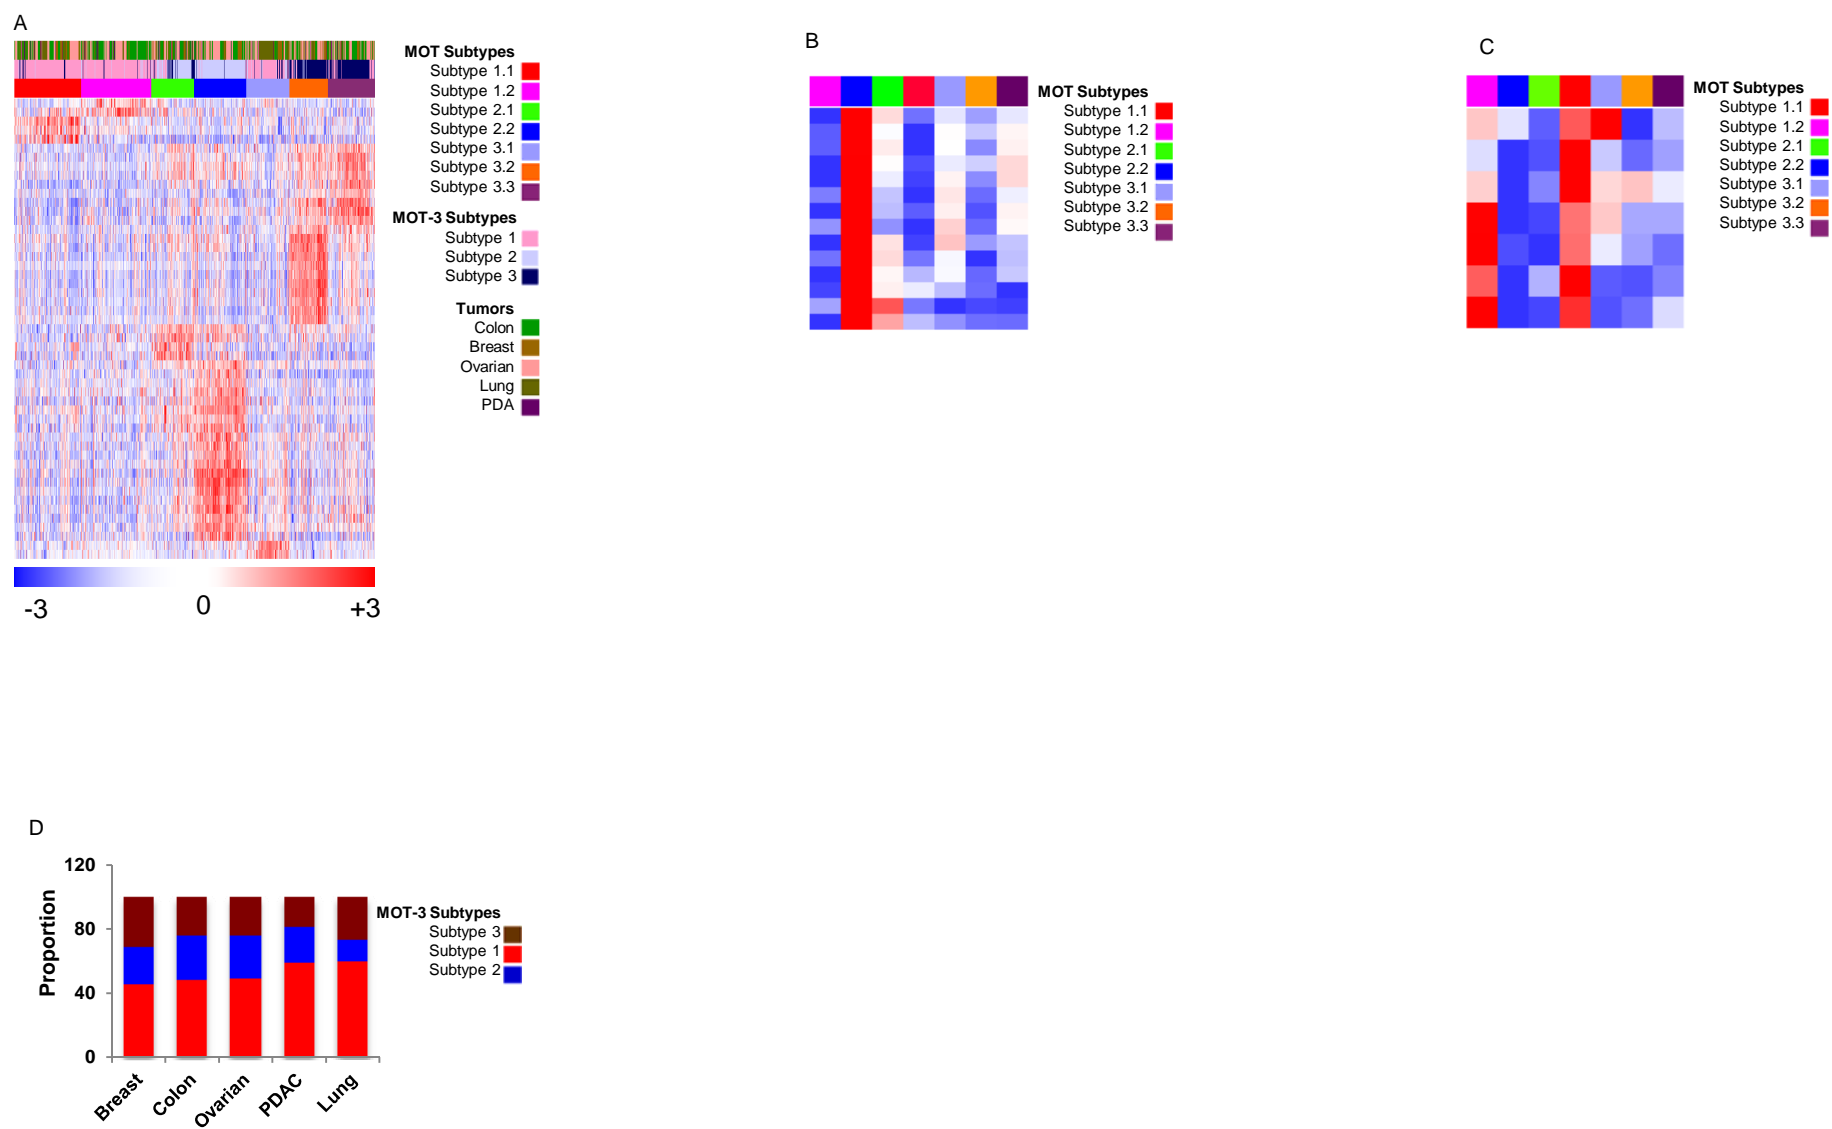 A
MOT Subtypes
Subtype 1.1
Subtype 1.2
Subtype 2.1
Subtype 2.2
Subtype 3.1
Subtype 3.2
Subtype 3.3
MOT-3 Subtypes
Subtype 1
Subtype 2
Subtype 3
Tumors
Colon
Breast
Ovarian
Lung
PDA
-3 0 +3
B
MOT Subtypes
Subtype 1.1
Subtype 1.2
Subtype 2.1
Subtype 2.2
Subtype 3.1
Subtype 3.2
Subtype 3.3
C
MOT Subtypes
Subtype 1.1
Subtype 1.2
Subtype 2.1
Subtype 2.2
Subtype 3.1
Subtype 3.2
Subtype 3.3
D
Proportion
120
80
40
0
Breast Colon Ovarian PDAC Lung
MOT-3 Subtypes
Subtype 3
Subtype 1
Subtype 2